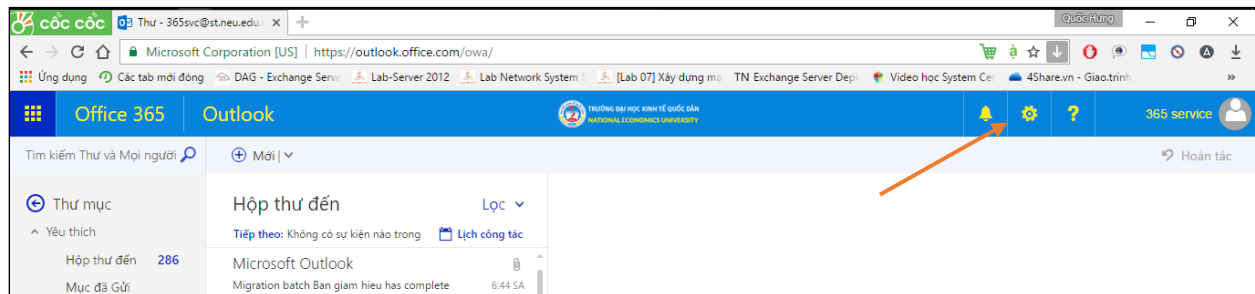 cốc cốc
Thư - 365svc@st.neu.edu.
Quốc Hưng
Microsoft Corporation [US] | https://outlook.office.com/owa/
Ứng dụng Các tab mới đóng DAG - Exchange Serve Lab-Server 2012 Lab Network System S [Lab 07] Xây dựng ma TN Exchange Server Depl Video học System Cen 4Share.vn - Giao.trinh. »
Office 365 Outlook TRƯỜNG ĐẠI HỌC KINH TẾ QUỐC DÂN
NATIONAL ECONOMICS UNIVERSITY
? 365 service
Tìm kiếm Thư và Mọi người Mới | Hoàn tác
Thư mục
Yêu thích
Hộp thư đến 286
Mục đã Gửi
Hộp thư đến Lọc
Tiếp theo: Không có sự kiện nào trong Lịch công tác
Microsoft Outlook
Migration batch Ban giam hieu has complete 6:44 SA